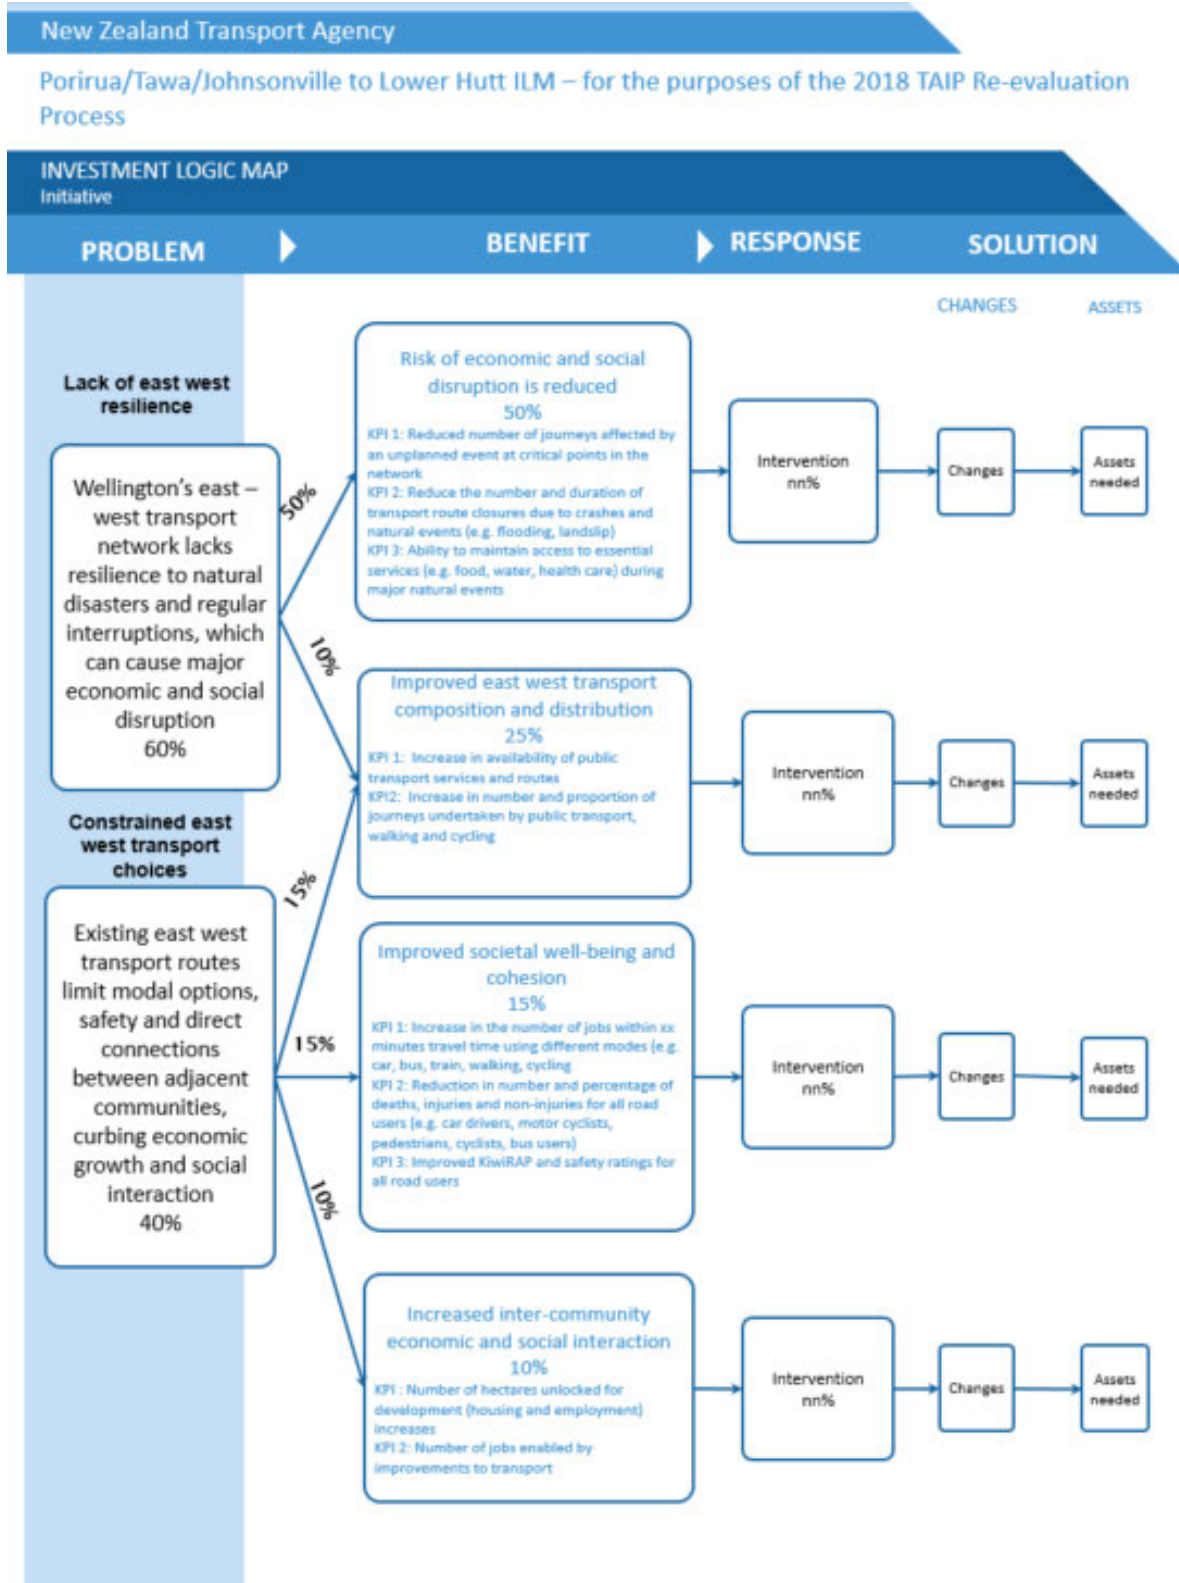 New Zealand Transport Agency
Porirua/Tawa/Johnsonville to Lower Hutt ILM – for the purposes of the 2018 TAIP Re-evaluation
Process
INVESTMENT LOGIC MAP
Initiative
PROBLEM
BENEFIT
RESPONSE
SOLUTION
CHANGES
ASSETS
Lack of east west
resilience
Wellington's east –
west transport
network lacks
resilience to natural
disasters and regular
interruptions, which
can cause major
economic and social
disruption
60%
Constrained east
west transport
choices
Existing east west
transport routes
limit modal options,
safety and direct
connections
between adjacent
communities,
curbing economic
growth and social
interaction
40%
50%
10%
15%
15%
10%
Risk of economic and social
disruption is reduced
50%
KPI 1: Reduced number of journeys affected by
an unplanned event at critical points in the
network
KPI 2: Reduce the number and duration of
transport route closures due to crashes and
natural events (e.g. flooding, landslip)
KPI 3: Ability to maintain access to essential
services (e.g. food, water, health care) during
major natural events
Intervention
nn%
Changes
Assets
needed
Improved east west transport
composition and distribution
25%
KPI 1:  Increase in availability of public
transport services and routes
KPI2:  Increase in number and proportion of
journeys undertaken by public transport,
walking and cycling
Intervention
nn%
Changes
Assets
needed
Improved societal well-being and
cohesion
15%
KPI 1: Increase in the number of jobs within xx
minutes travel time using different modes (e.g.
car, bus, train, walking, cycling
KPI 2: Reduction in number and percentage of
deaths, injuries and non-injuries for all road
users (e.g. car drivers, motor cyclists,
pedestrians, cyclists, bus users)
KPI 3: Improved KiwiRAP and safety ratings for
all road users
Intervention
nn%
Changes
Assets
needed
Increased inter-community
economic and social interaction
10%
KPI : Number of hectares unlocked for
development (housing and employment)
increases
KPI 2: Number of jobs enabled by
improvements to transport
Intervention
nn%
Changes
Assets
needed